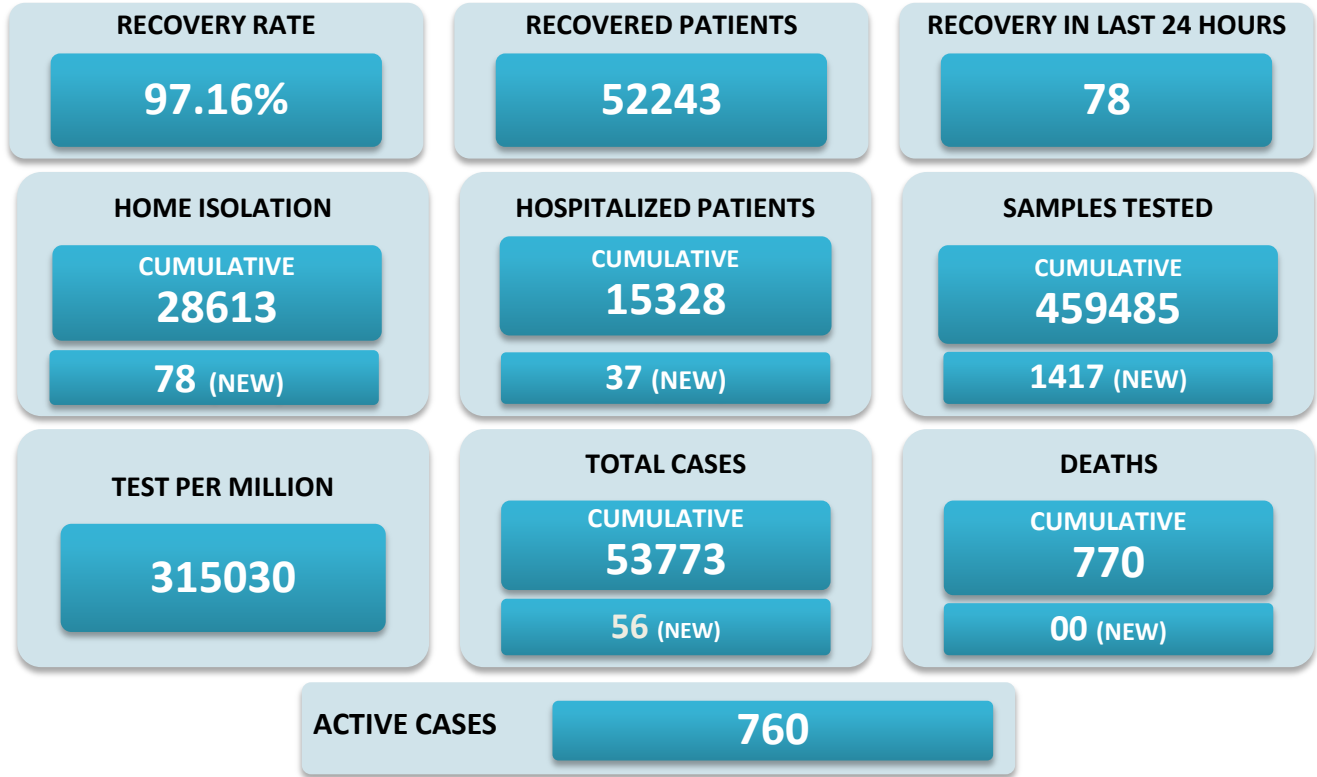 RECOVERY RATE
97.16%
RECOVERED PATIENTS
52243
RECOVERY IN LAST 24 HOURS
78
HOME ISOLATION
CUMULATIVE
28613
78 (NEW)
HOSPITALIZED PATIENTS
CUMULATIVE
15328
37 (NEW)
SAMPLES TESTED
CUMULATIVE
459485
1417 (NEW)
TEST PER MILLION
315030
TOTAL CASES
CUMULATIVE
53773
56 (NEW)
DEATHS
CUMULATIVE
770
00 (NEW)
ACTIVE CASES
760